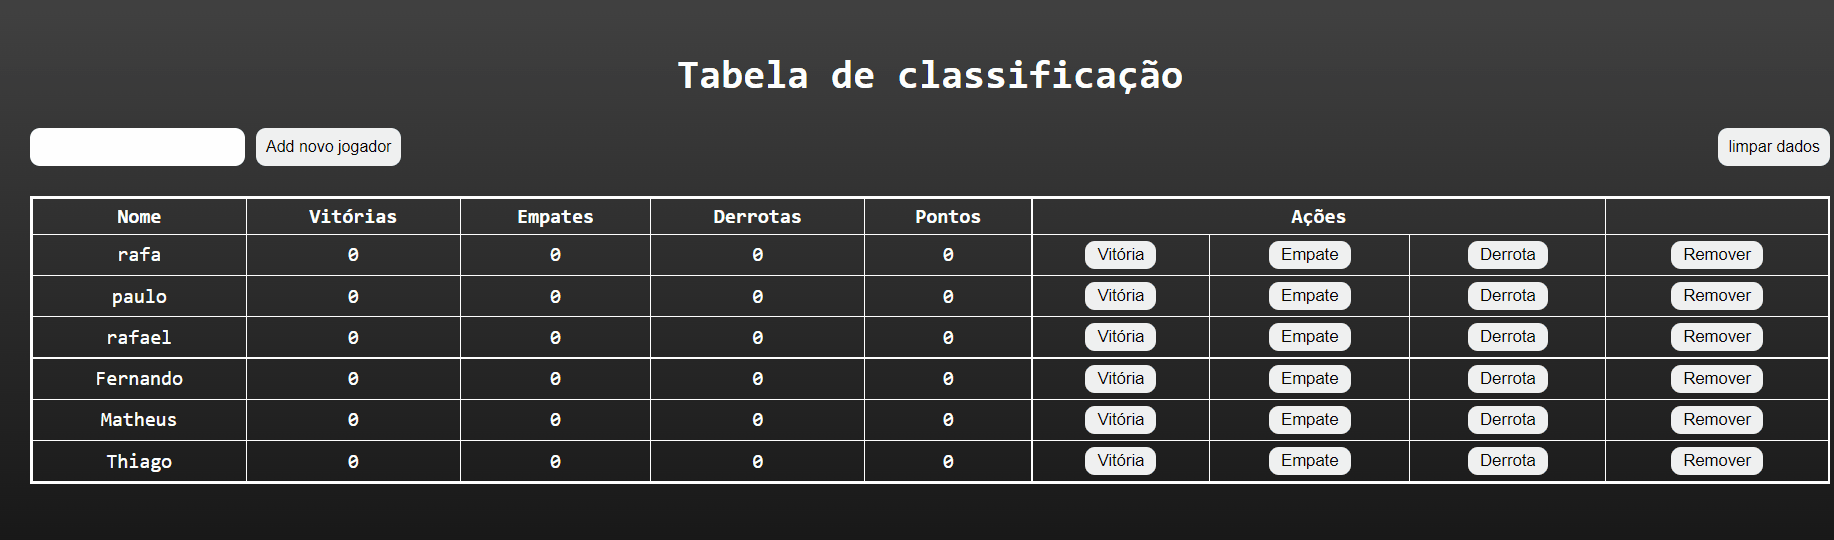 Tabela de classificação
Add novo jogador limpar dados
Nome Vitórias Empates Derrotas Pontos Ações
rafa 0 0 0 0 Vitória Empate Derrota Remover
paulo 0 0 0 0 Vitória Empate Derrota Remover
rafael 0 0 0 0 Vitória Empate Derrota Remover
Fernando 0 0 0 0 Vitória Empate Derrota Remover
Matheus 0 0 0 0 Vitória Empate Derrota Remover
Thiago 0 0 0 0 Vitória Empate Derrota Remover